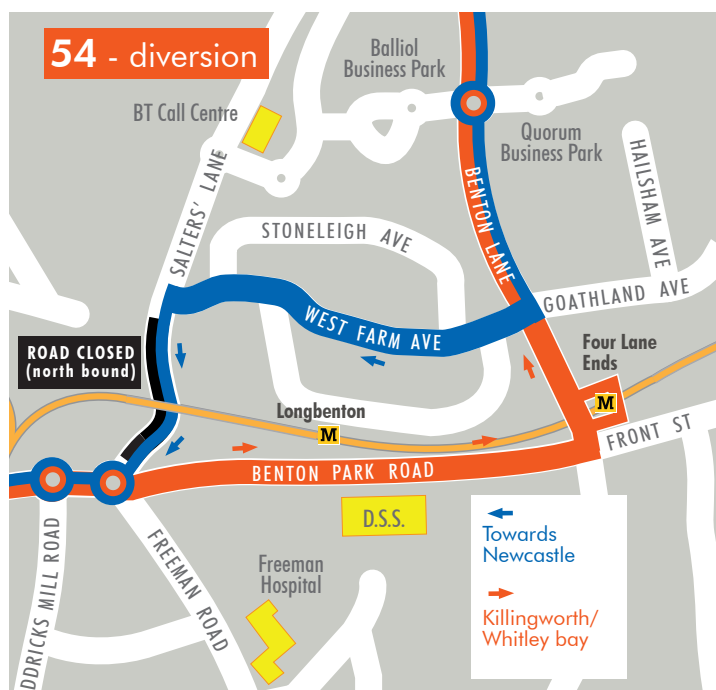 54 - diversion
Balliol
Business Park
BT Call Centre
Quorum
Business Park
HAILSHAM AVE
SALTERS' LANE
BENTON LANE
STONELEIGH AVE
GOATHLAND AVE
WEST FARM AVE
ROAD CLOSED
(north bound)
Four Lane
Ends
M
Longbenton
M
FRONT ST
BENTON PARK ROAD
D.S.S.
DDRICKS MILL ROAD
FREEMAN ROAD
Freeman
Hospital
Towards
Newcastle
Killingworth/
Whitley bay